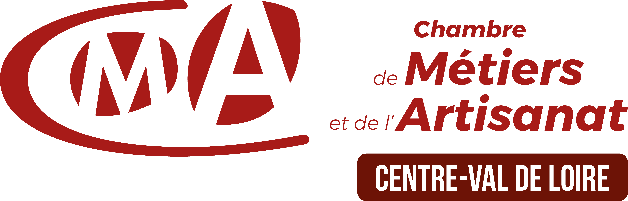 CMA
Chambre
de Métiers
et de l'Artisanat
CENTRE-VAL DE LOIRE